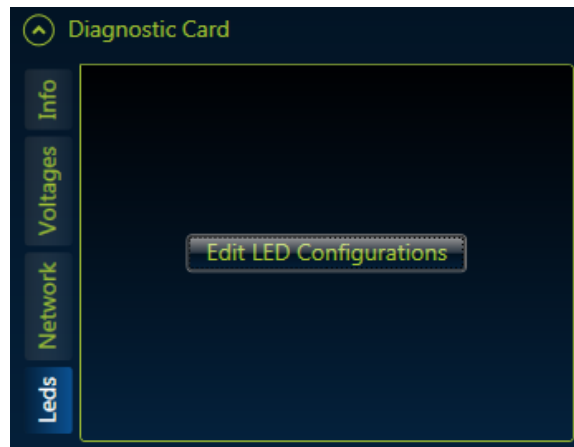 Diagnostic Card
Info
Voltages
Network
Leds
Edit LED Configurations